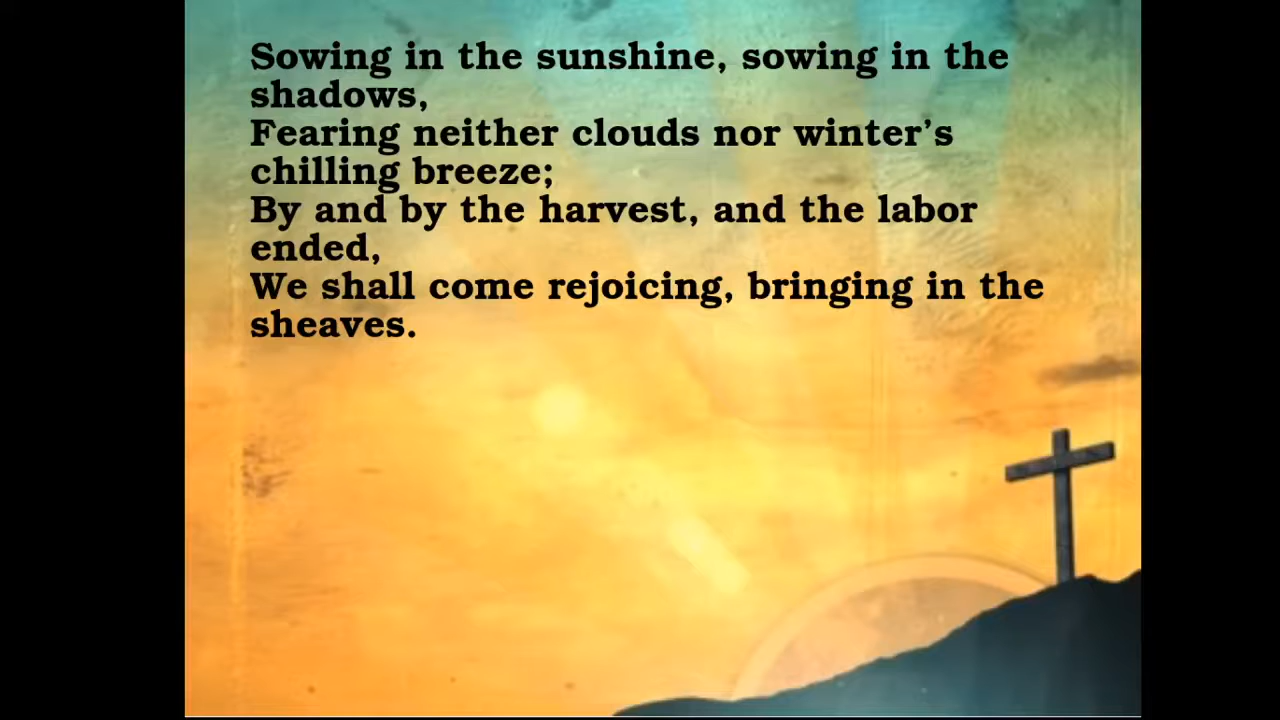 Sowing in the sunshine, sowing in the
shadows,
Fearing neither clouds nor winter’s
chilling breeze;
By and by the harvest, and the labor
ended,
We shall come rejoicing, bringing in the
sheaves.